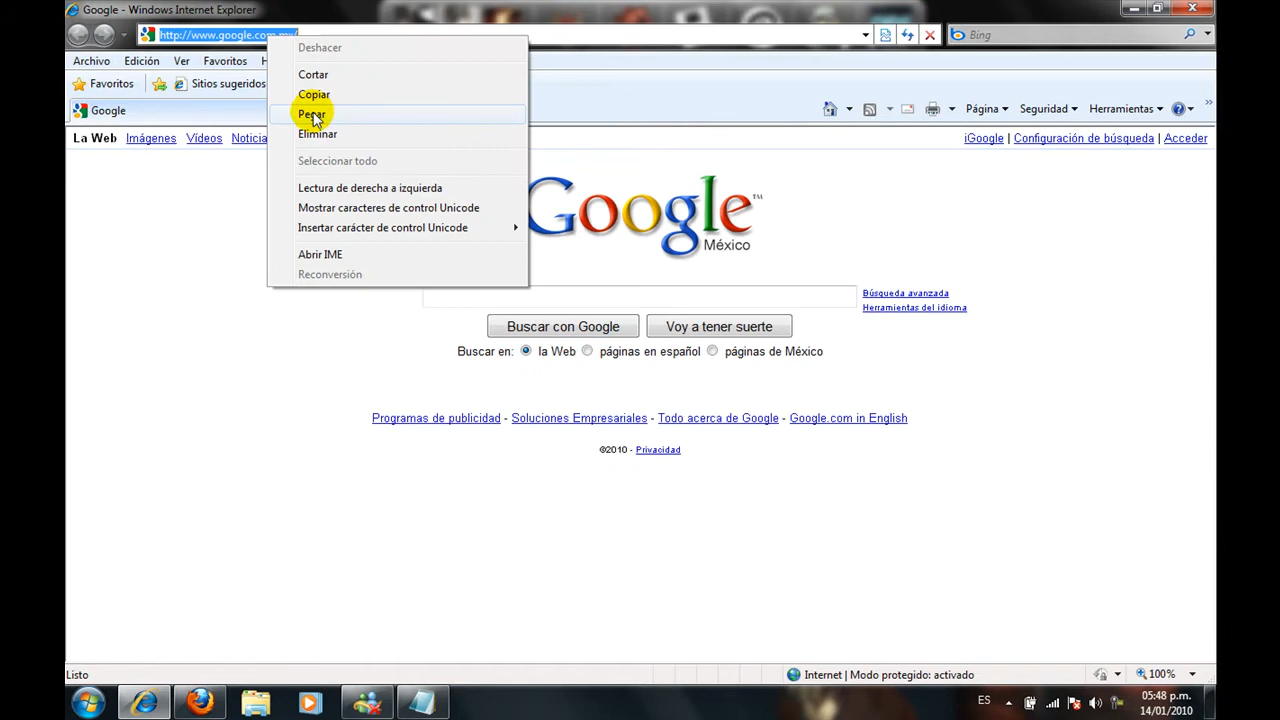 Google - Windows Internet Explorer
http://www.google.com.mx/
Bing
Archivo Edición Ver Favoritos
Favoritos Sitios sugeridos
Google
Página Seguridad Herramientas
La Web Imágenes Vídeos
iGoogle | Configuración de búsqueda | Acceder
Deshacer
Cortar
Copiar
Pegar
Eliminar
Seleccionar todo
Lectura de derecha a izquierda
Mostrar caracteres de control Unicode
Insertar carácter de control Unicode
Abrir IME
Reconversión
Google™
México
Búsqueda avanzada
Herramientas del idioma
Buscar con Google Voy a tener suerte
Buscar en: la Web páginas en español páginas de México
Programas de publicidad - Soluciones Empresariales - Todo acerca de Google - Google.com in English
©2010 - Privacidad
Listo
Internet | Modo protegido: activado
100%
ES
05:48 p.m.
14/01/2010